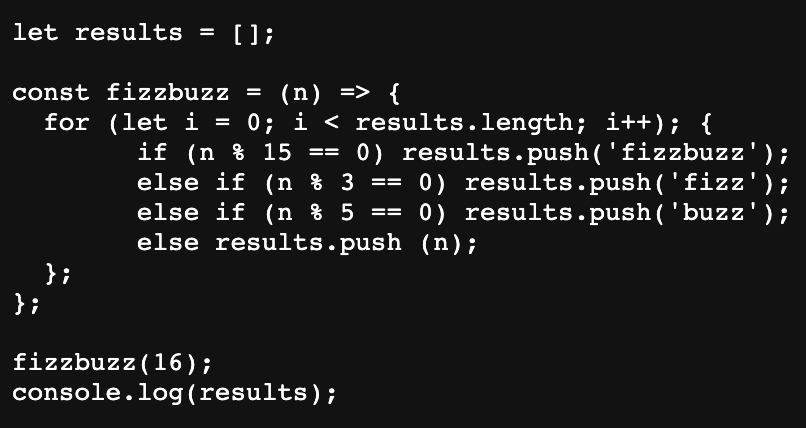 let results = [];
const fizzbuzz = (n) => {
for (let i = 0; i < results.length; i++); {
if (n % 15 == 0) results.push('fizzbuzz');
else if (n % 3 == 0) results.push('fizz');
else if (n % 5 == 0) results.push('buzz');
else results.push (n);
};
};
fizzbuzz(16);
console.log(results);